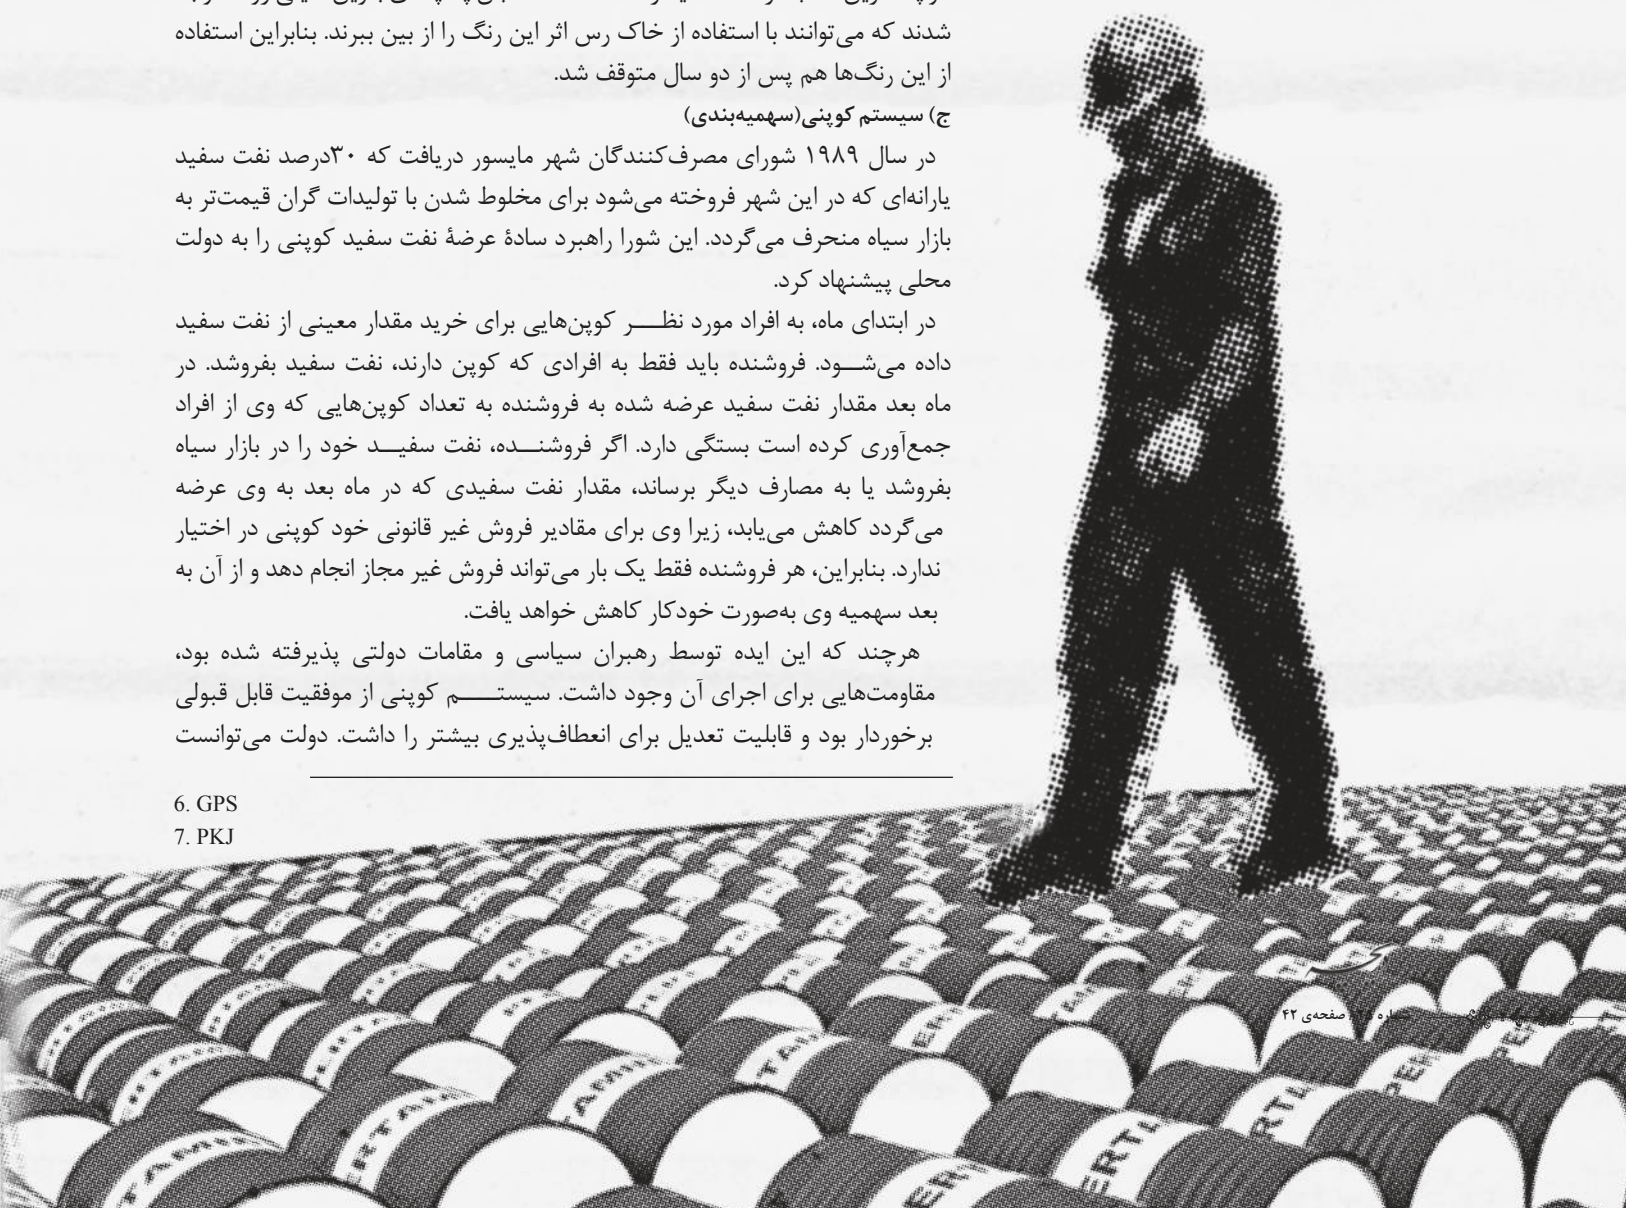 شدند که می‌توانند با استفاده از خاک رس اثر این رنگ را از بین ببرند. بنابراین استفاده
از این رنگ‌ها هم پس از دو سال متوقف شد.
ج) سیستم کوپنی(سهمیه‌بندی)
در سال ۱۹۸۹ شورای مصرف‌کنندگان شهر مایسور دریافت که ۳۰درصد نفت سفید
یارانه‌ای که در این شهر فروخته می‌شود برای مخلوط شدن با تولیدات گران قیمت‌تر به
بازار سیاه منحرف می‌گردد. این شورا راهبرد سادهٔ عرضهٔ نفت سفید کوپنی را به دولت
محلی پیشنهاد کرد.
در ابتدای ماه، به افراد مورد نظـــر کوپن‌هایی برای خرید مقدار معینی از نفت سفید
داده می‌شــود. فروشنده باید فقط به افرادی که کوپن دارند، نفت سفید بفروشد. در
ماه بعد مقدار نفت سفید عرضه شده به فروشنده به تعداد کوپن‌هایی که وی از افراد
جمع‌آوری کرده است بستگی دارد. اگر فروشنــده، نفت سفیــد خود را در بازار سیاه
بفروشد یا به مصارف دیگر برساند، مقدار نفت سفیدی که در ماه بعد به وی عرضه
می‌گردد کاهش می‌یابد، زیرا وی برای مقادیر فروش غیر قانونی خود کوپنی در اختیار
ندارد. بنابراین، هر فروشنده فقط یک بار می‌تواند فروش غیر مجاز انجام دهد و از آن به
بعد سهمیه وی به‌صورت خودکار کاهش خواهد یافت.
هرچند که این ایده توسط رهبران سیاسی و مقامات دولتی پذیرفته شده بود،
مقاومت‌هایی برای اجرای آن وجود داشت. سیستــــم کوپنی از موفقیت قابل قبولی
برخوردار بود و قابلیت تعدیل برای انعطاف‌پذیری بیشتر را داشت. دولت می‌توانست
6. GPS
7. PKJ
صفحه‌ی ۴۲